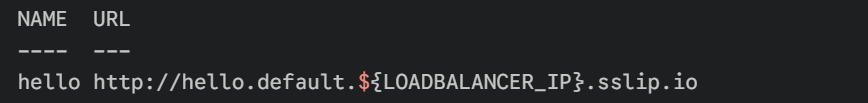 NAME  URL
----  ---
hello http://hello.default.${LOADBALANCER_IP}.sslip.io